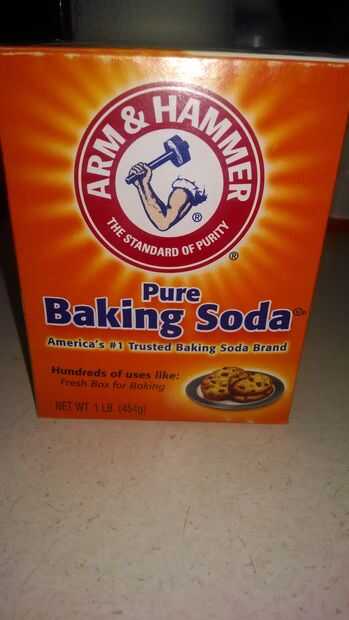 ARM & HAMMER
®
THE STANDARD OF PURITY
®
Pure
Baking Soda®
America's #1 Trusted Baking Soda Brand
Hundreds of uses like:
Fresh Box for Baking
NET WT 1 LB (454g)